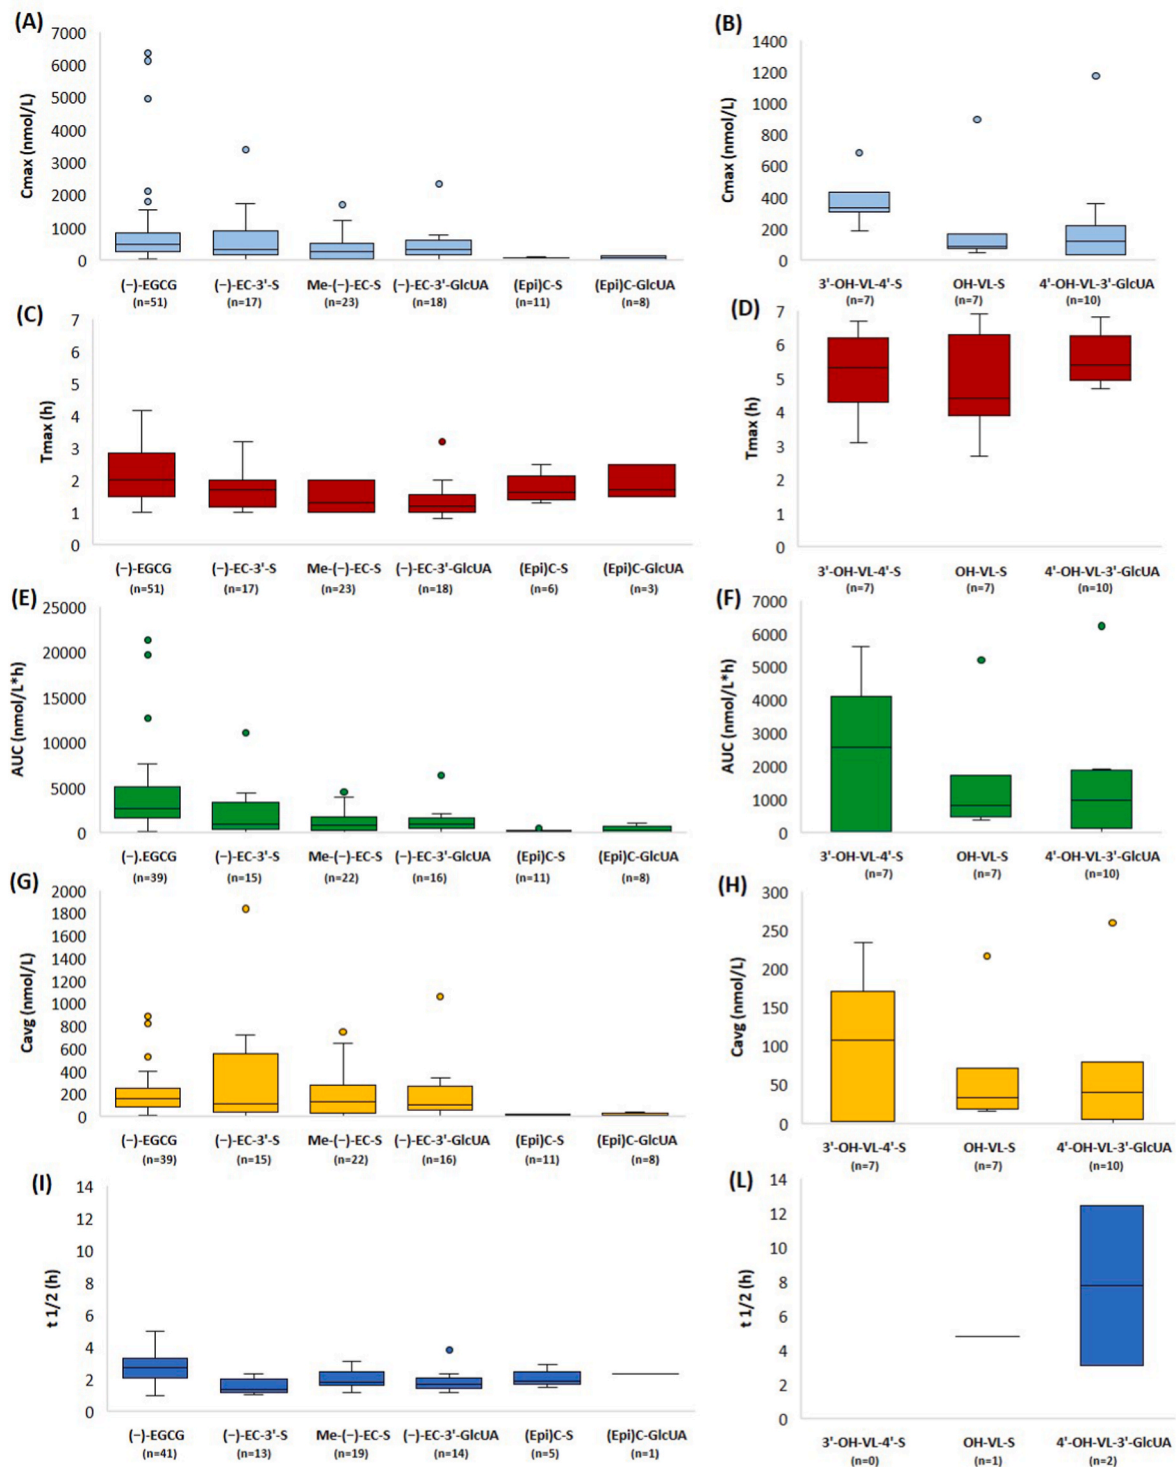 (A)
Cmax (nmol/L)
7000
6000
5000
4000
3000
2000
1000
0
(−)-EGCG (−)-EC-3'-S Me-(−)-EC-S (−)-EC-3'-GlcUA (Epi)C-S (Epi)C-GlcUA
(n=51) (n=17) (n=23) (n=18) (n=11) (n=8)
(B)
Cmax (nmol/L)
1400
1200
1000
800
600
400
200
0
3'-OH-VL-4'-S OH-VL-S 4'-OH-VL-3'-GlcUA
(n=7) (n=7) (n=10)
(C)
Tmax (h)
7
6
5
4
3
2
1
0
(−)-EGCG (−)-EC-3'-S Me-(−)-EC-S (−)-EC-3'-GlcUA (Epi)C-S (Epi)C-GlcUA
(n=51) (n=17) (n=23) (n=18) (n=6) (n=3)
(D)
Tmax (h)
7
6
5
4
3
2
1
0
3'-OH-VL-4'-S OH-VL-S 4'-OH-VL-3'-GlcUA
(n=7) (n=7) (n=10)
(E)
AUC (nmol/L*h)
25000
20000
15000
10000
5000
0
(−).EGCG (−)-EC-3'-S Me-(−)-EC-S (−)-EC-3'-GlcUA (Epi)C-S (Epi)C-GlcUA
(n=39) (n=15) (n=22) (n=16) (n=11) (n=8)
(F)
AUC (nmol/L*h)
7000
6000
5000
4000
3000
2000
1000
0
3'-OH-VL-4'-S OH-VL-S 4'-OH-VL-3'-GlcUA
(n=7) (n=7) (n=10)
(G)
Cavg (nmol/L)
2000
1800
1600
1400
1200
1000
800
600
400
200
0
(−)-EGCG (−)-EC-3'-S Me-(−)-EC-S (−)-EC-3'-GlcUA (Epi)C-S (Epi)C-GlcUA
(n=39) (n=15) (n=22) (n=16) (n=11) (n=8)
(H)
Cavg (nmol/L)
300
250
200
150
100
50
0
3'-OH-VL-4'-S OH-VL-S 4'-OH-VL-3'-GlcUA
(n=7) (n=7) (n=10)
(I)
t 1/2 (h)
14
12
10
8
6
4
2
0
(−)-EGCG (−)-EC-3'-S Me-(−)-EC-S (−)-EC-3'-GlcUA (Epi)C-S (Epi)C-GlcUA
(n=41) (n=13) (n=19) (n=14) (n=5) (n=1)
(L)
t 1/2 (h)
14
12
10
8
6
4
2
0
3'-OH-VL-4'-S OH-VL-S 4'-OH-VL-3'-GlcUA
(n=0) (n=1) (n=2)